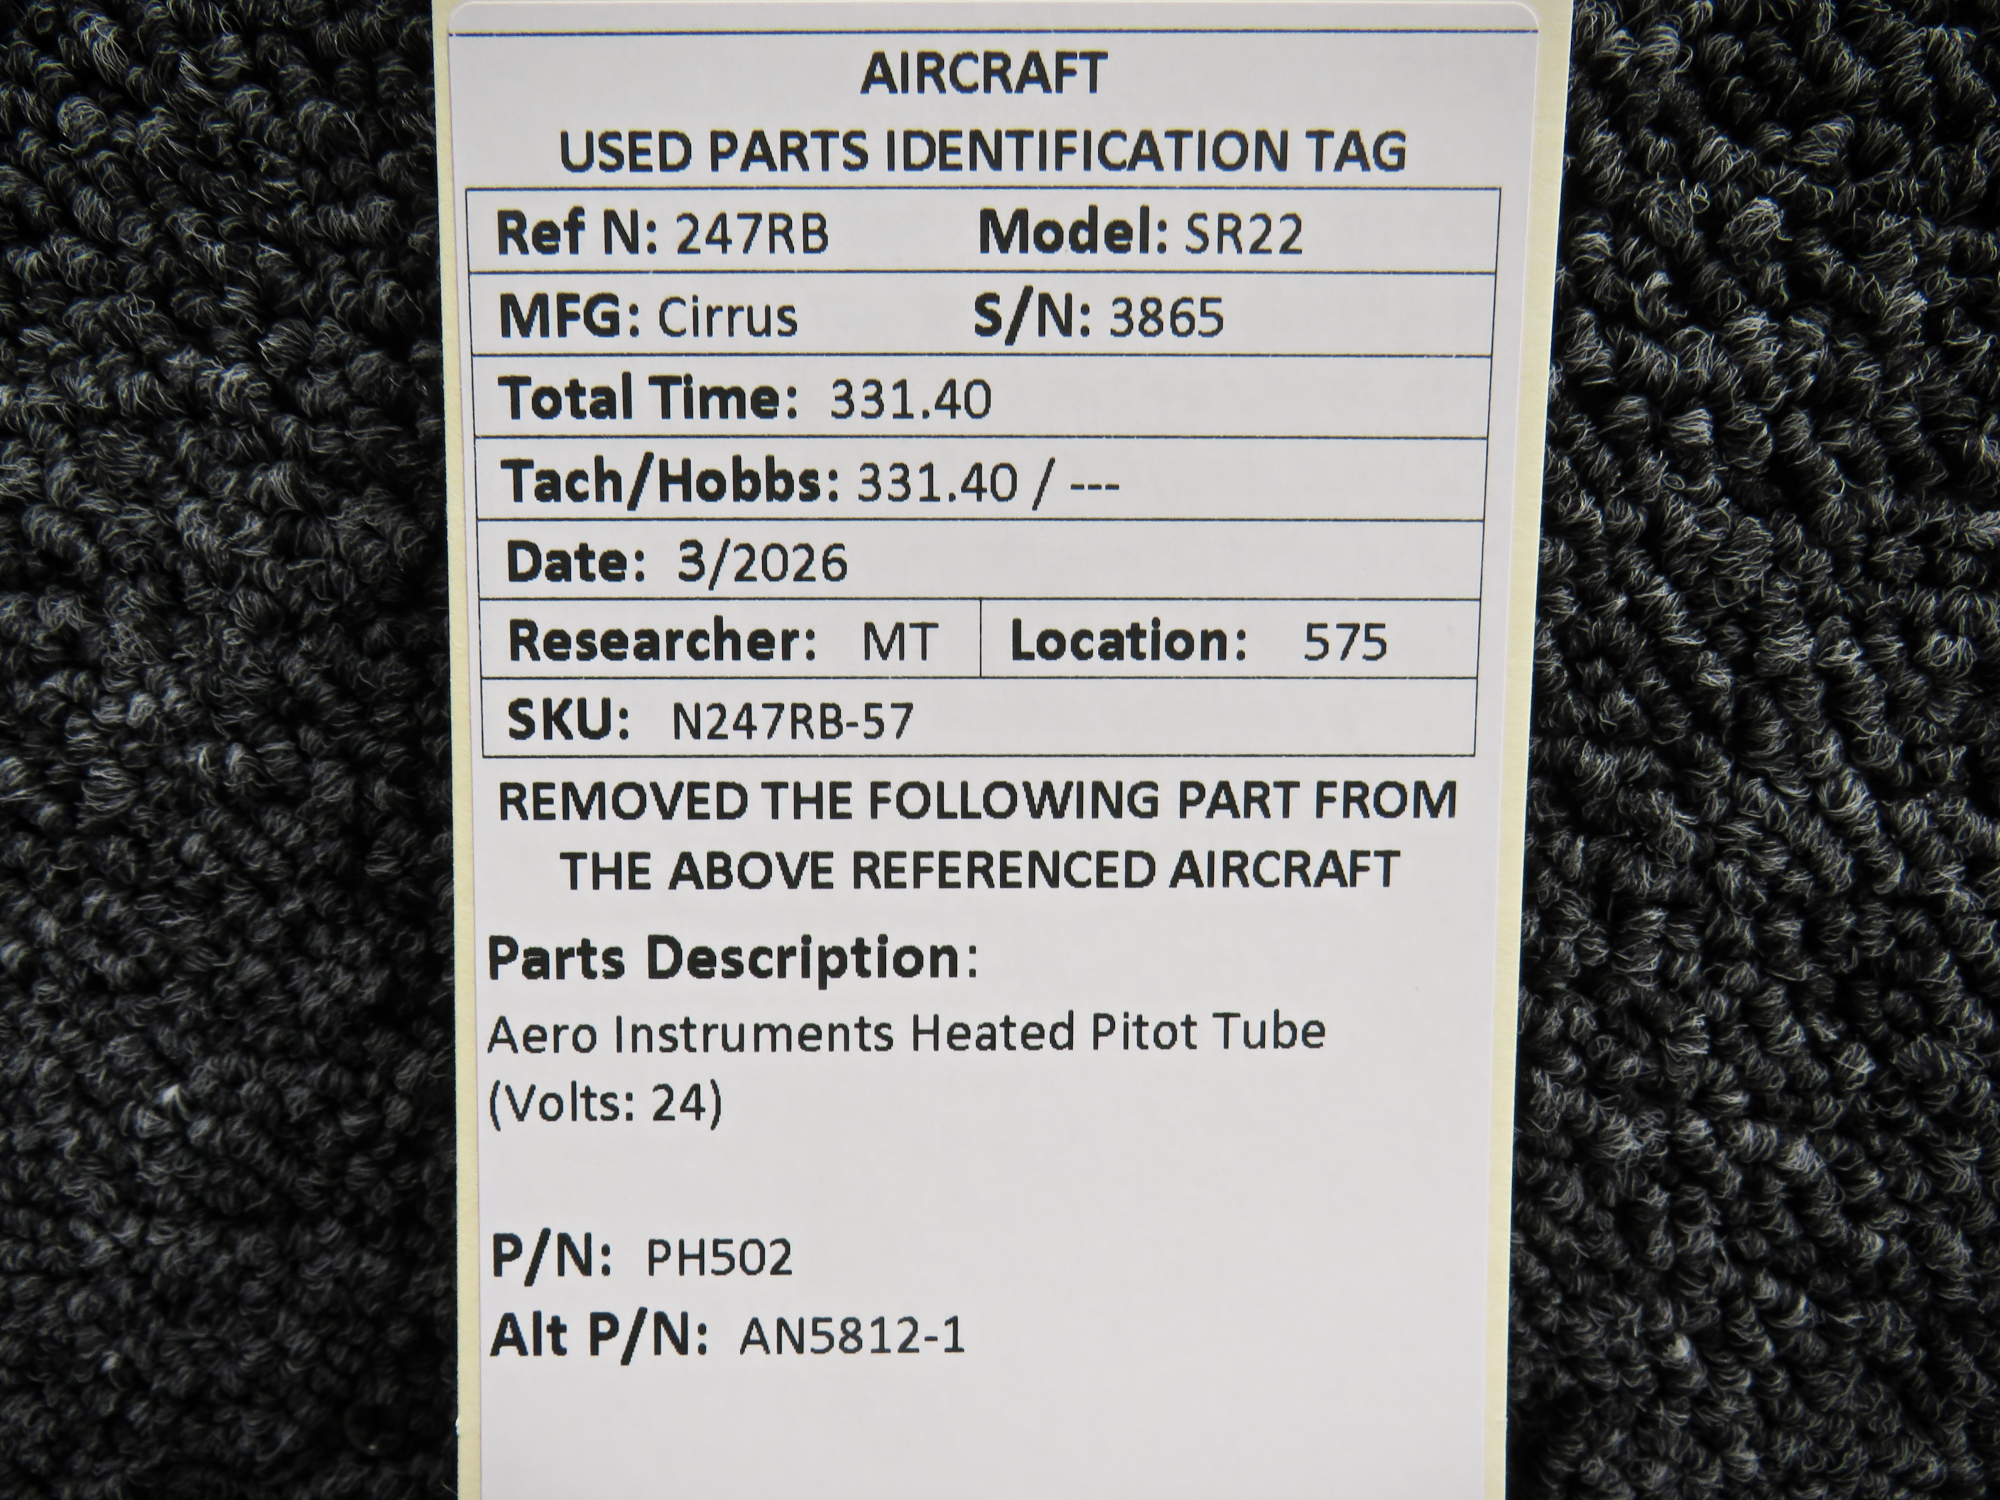 AIRCRAFT
USED PARTS IDENTIFICATION TAG
Ref N: 247RB Model: SR22
MFG: Cirrus S/N: 3865
Total Time: 331.40
Tach/Hobbs: 331.40 / ---
Date: 3/2026
Researcher: MT Location: 575
SKU: N247RB-57
REMOVED THE FOLLOWING PART FROM
THE ABOVE REFERENCED AIRCRAFT
Parts Description:
Aero Instruments Heated Pitot Tube
(Volts: 24)
P/N: PH502
Alt P/N: AN5812-1